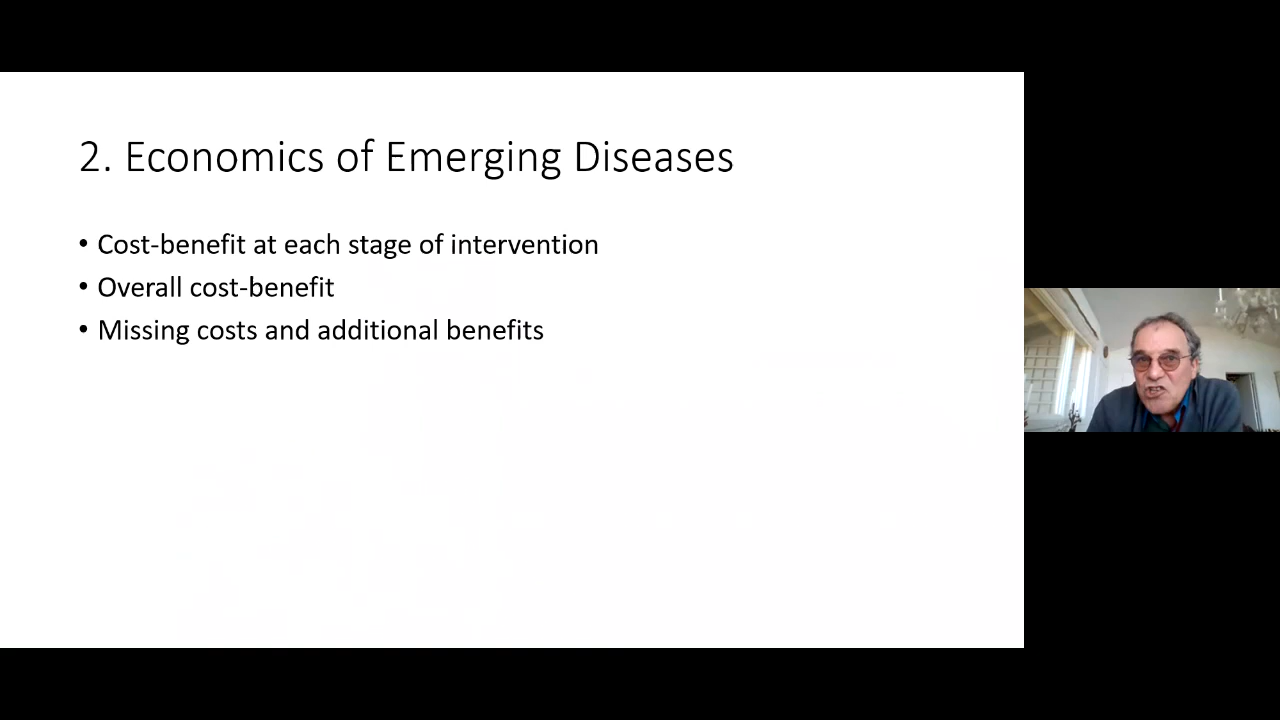 2. Economics of Emerging Diseases
• Cost-benefit at each stage of intervention
• Overall cost-benefit
• Missing costs and additional benefits